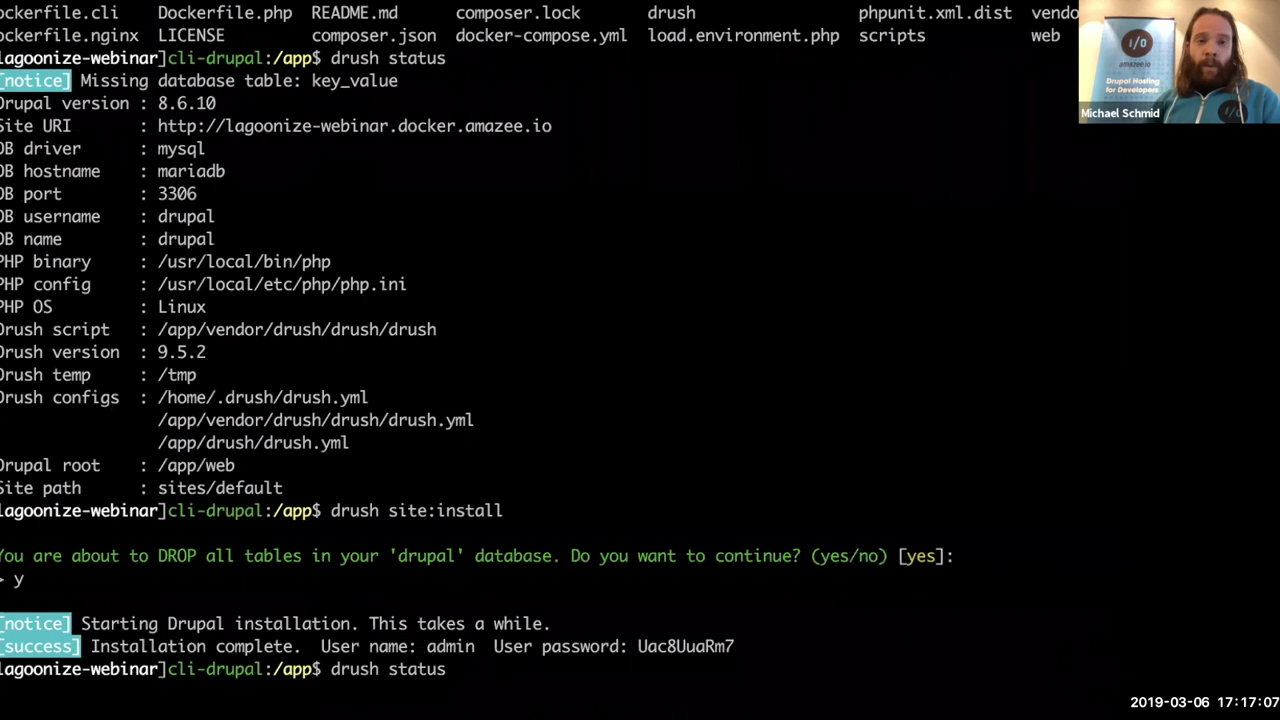 ockerfile.cli Dockerfile.php README.md composer.lock drush phpunit.xml.dist vendo
ockerfile.nginx LICENSE composer.json docker-compose.yml load.environment.php scripts web
lagoonize-webinar]cli-drupal:/app$ drush status
[notice] Missing database table: key_value
Drupal version : 8.6.10
Site URI : http://lagoonize-webinar.docker.amazee.io
DB driver : mysql
DB hostname : mariadb
DB port : 3306
DB username : drupal
DB name : drupal
PHP binary : /usr/local/bin/php
PHP config : /usr/local/etc/php/php.ini
PHP OS : Linux
Drush script : /app/vendor/drush/drush/drush
Drush version : 9.5.2
Drush temp : /tmp
Drush configs : /home/.drush/drush.yml
/app/vendor/drush/drush/drush.yml
/app/drush/drush.yml
Drupal root : /app/web
Site path : sites/default
lagoonize-webinar]cli-drupal:/app$ drush site:install
You are about to DROP all tables in your 'drupal' database. Do you want to continue? (yes/no) [yes]:
> y
[notice] Starting Drupal installation. This takes a while.
[success] Installation complete. User name: admin User password: Uac8UuaRm7
lagoonize-webinar]cli-drupal:/app$ drush status
I/O
amazee.io
Drupal Hosting
for Developers
I/O
Michael Schmid
2019-03-06 17:17:07